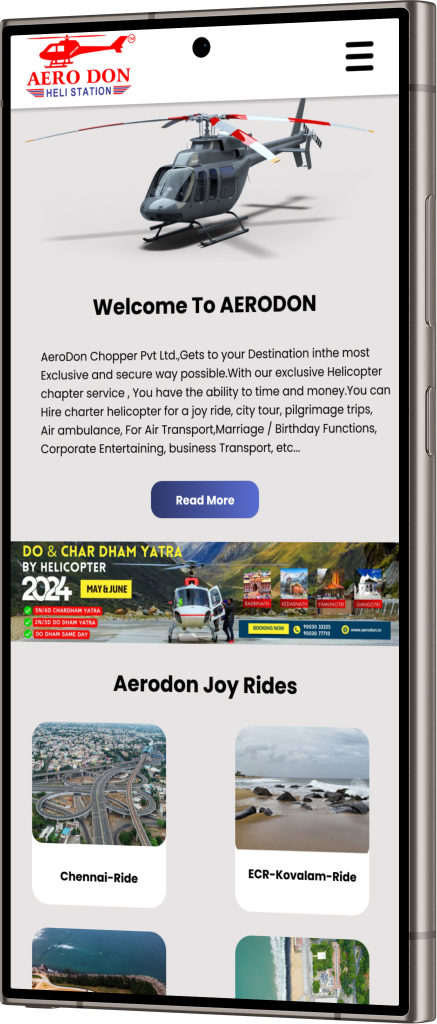 AERO DON
HELI STATION
Welcome To AERODON
AeroDon Chopper Pvt Ltd.,Gets to your Destination inthe most
Exclusive and secure way possible.With our exclusive Helicopter
chapter service , You have the ability to time and money.You can
Hire charter helicopter for a joy ride, city tour, pilgrimage trips,
Air ambulance, For Air Transport,Marriage / Birthday Functions,
Corporate Entertaining, business Transport, etc...
Read More
DO & CHAR DHAM YATRA
BY HELICOPTER
2024 MAY & JUNE
5N/6D CHARDHAM YATRA
2N/3D DO DHAM YATRA
DO DHAM SAME DAY
BADRINATH KEDARNATH YAMUNOTRI GANGOTRI
BOOKING NOW
www.aerodon.in
Aerodon Joy Rides
Chennai-Ride
ECR-Kovalam-Ride